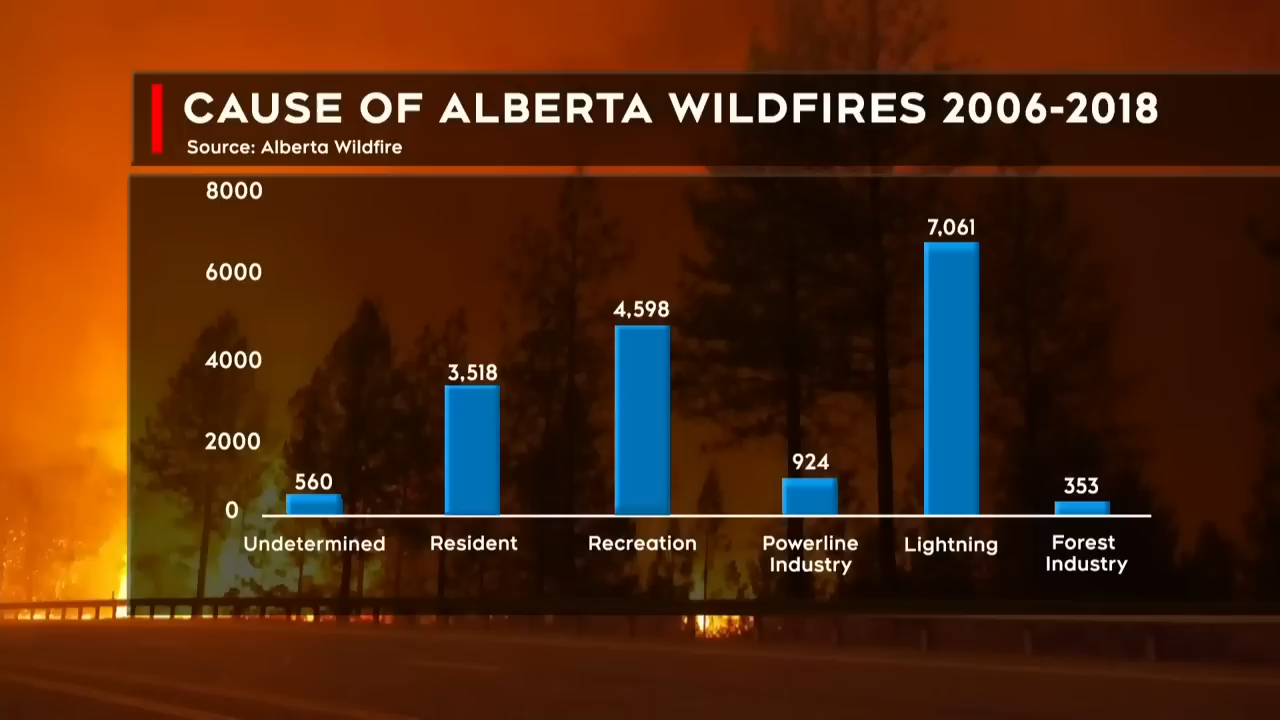 CAUSE OF ALBERTA WILDFIRES 2006-2018
Source: Alberta Wildfire
8000
6000
4000
2000
0
560
3,518
4,598
924
7,061
353
Undetermined
Resident
Recreation
Powerline
Industry
Lightning
Forest
Industry